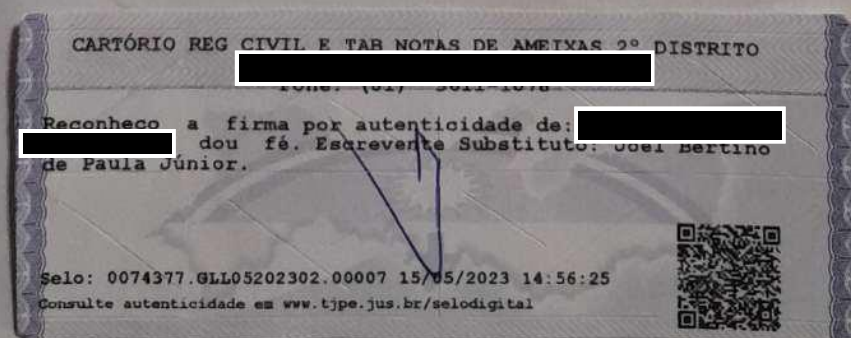 CARTÓRIO REG CIVIL E TAB NOTAS DE AMEIXAS 2º DISTRITO
Reconheço a firma por autenticidade de:
dou fé. Escrevente Substituto: Joel Bertino
de Paula Júnior.
Selo: 0074377.GLL05202302.00007 15/05/2023 14:56:25
Consulte autenticidade em www.tjpe.jus.br/selodigital